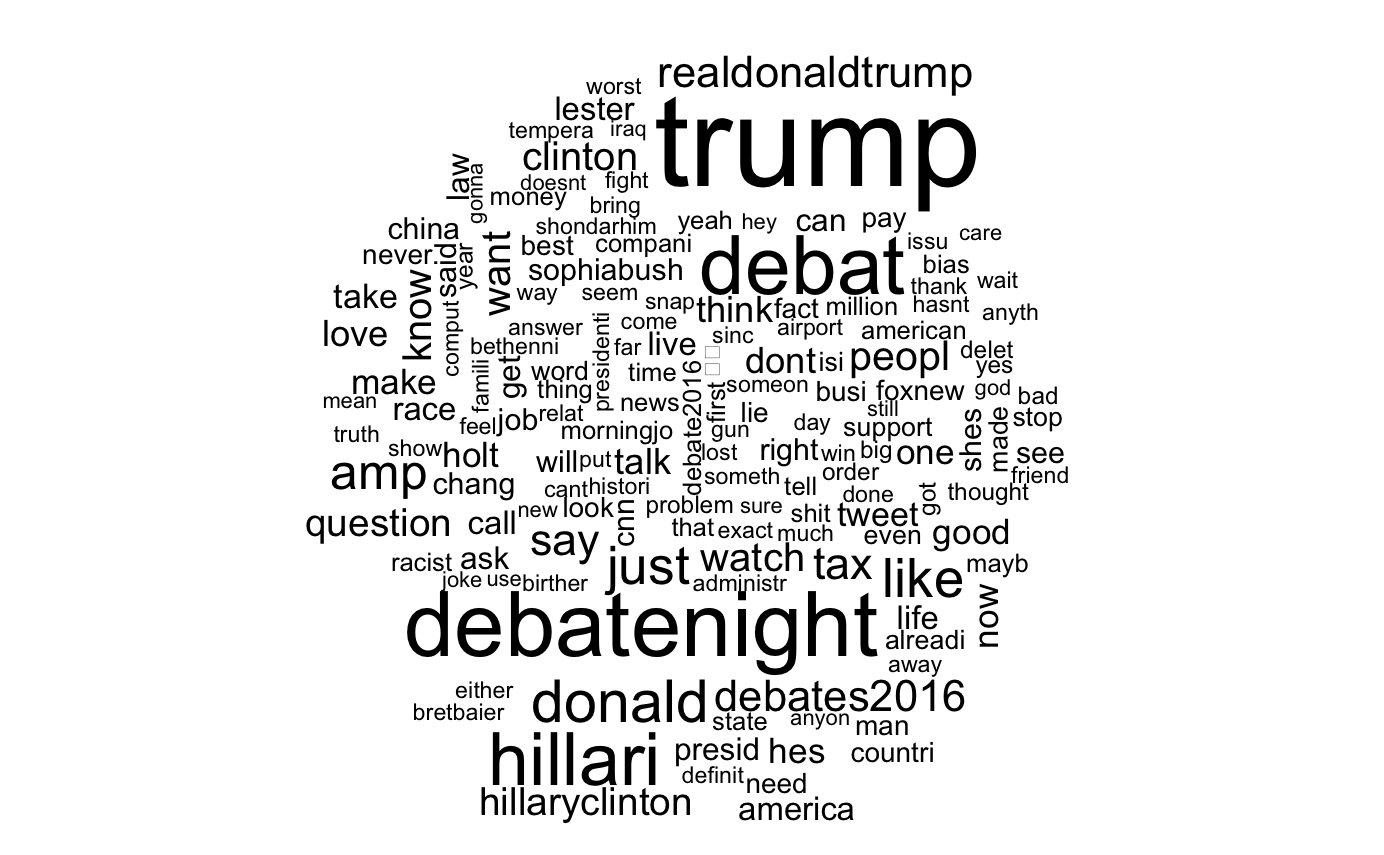 realdonaldtrump
worst
lester
trump
tempera
iraq
clinton
law
gonna
doesnt
fight
money
bring
china
shondarhim
yeah
hey
can
pay
never
said
year
want
best
compani
debat
issu
care
bias
sophiabush
know
take
way
seem
snap
think
fact
million
thank
wait
hasnt
anyth
love
comput
answer
presidenti
come
sinc
airport
american
bethenni
far
live
dont
isi
peopl
delet
yes
make
famili
get
word
time
debate2016
first
someon
busi
foxnew
god
bad
mean
race
thing
news
relat
lie
still
shes
made
stop
feel
job
morningjo
gun
day
support
truth
show
holt
will
put
talk
lost
right
win
big
one
see
amp
chang
cant
histori
someth
tell
order
friend
done
got
thought
question
call
new
look
cnn
problem
sure
shit
tweet
that
exact
much
even
good
say
racist
ask
just
watch
tax
like
mayb
joke
use
birther
administr
now
debatenight
life
alreadi
away
either
donald
debates2016
bretbaier
state
anyon
man
hillari
presid
hes
countri
definit
need
hillaryclinton
america